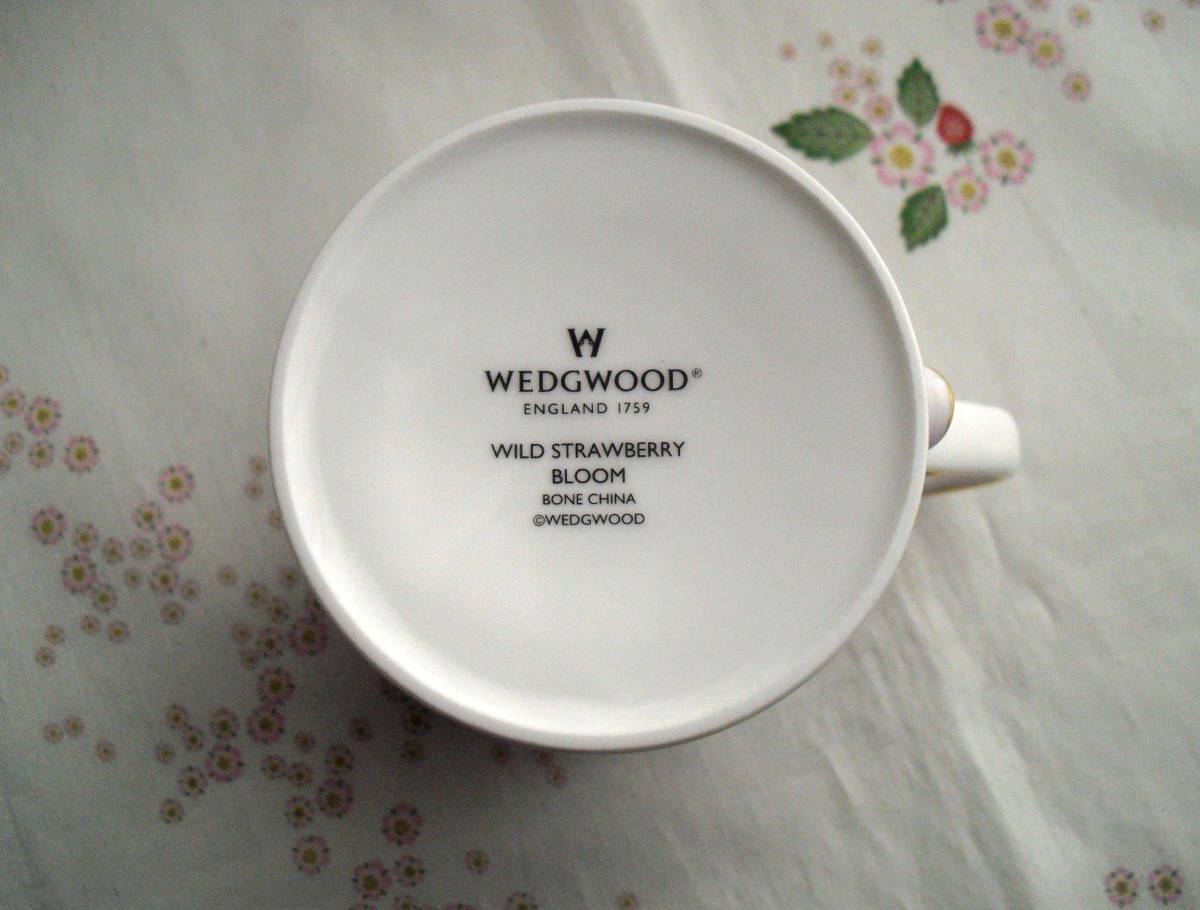 W
WEDGWOOD®
ENGLAND 1759
WILD STRAWBERRY
BLOOM
BONE CHINA
©WEDGWOOD